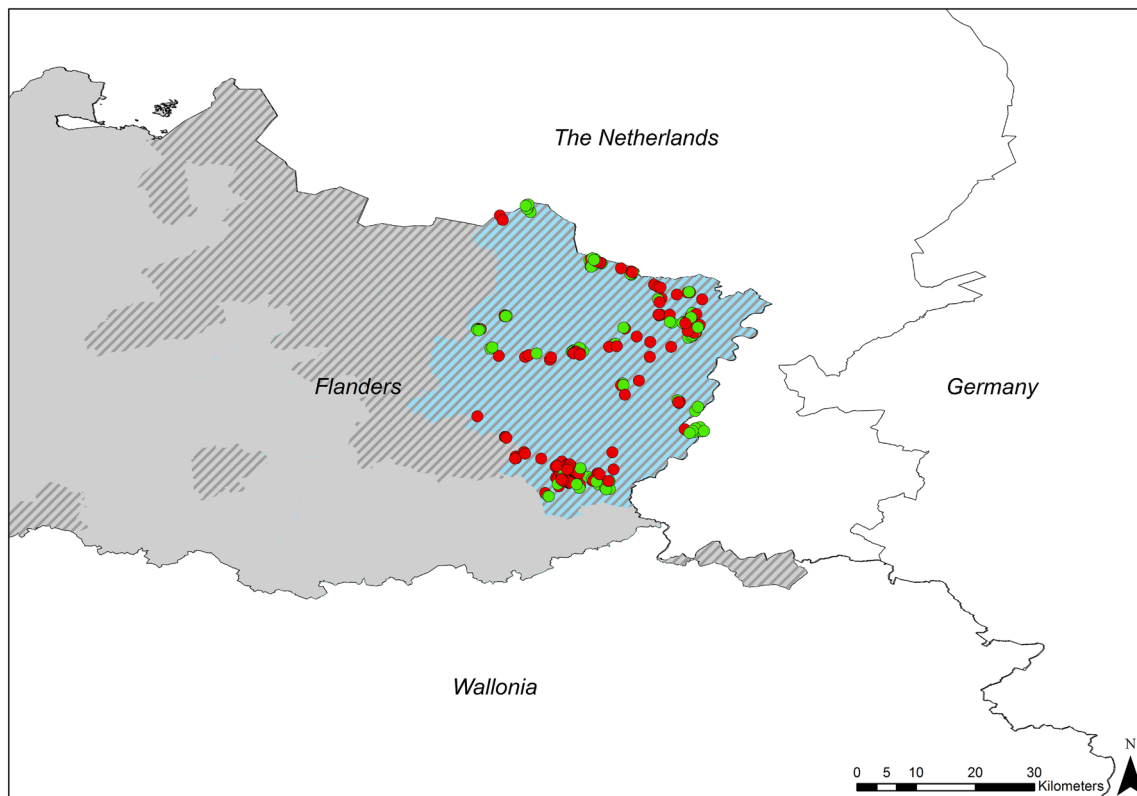 The Netherlands
Flanders
Germany
Wallonia
N
0 5 10 20 30
Kilometers